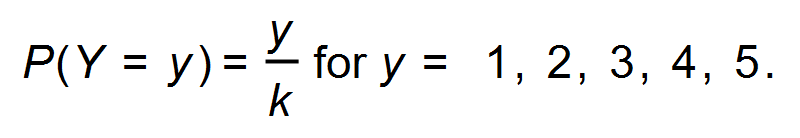 P(Y = y) = y/k for y = 1, 2, 3, 4, 5.